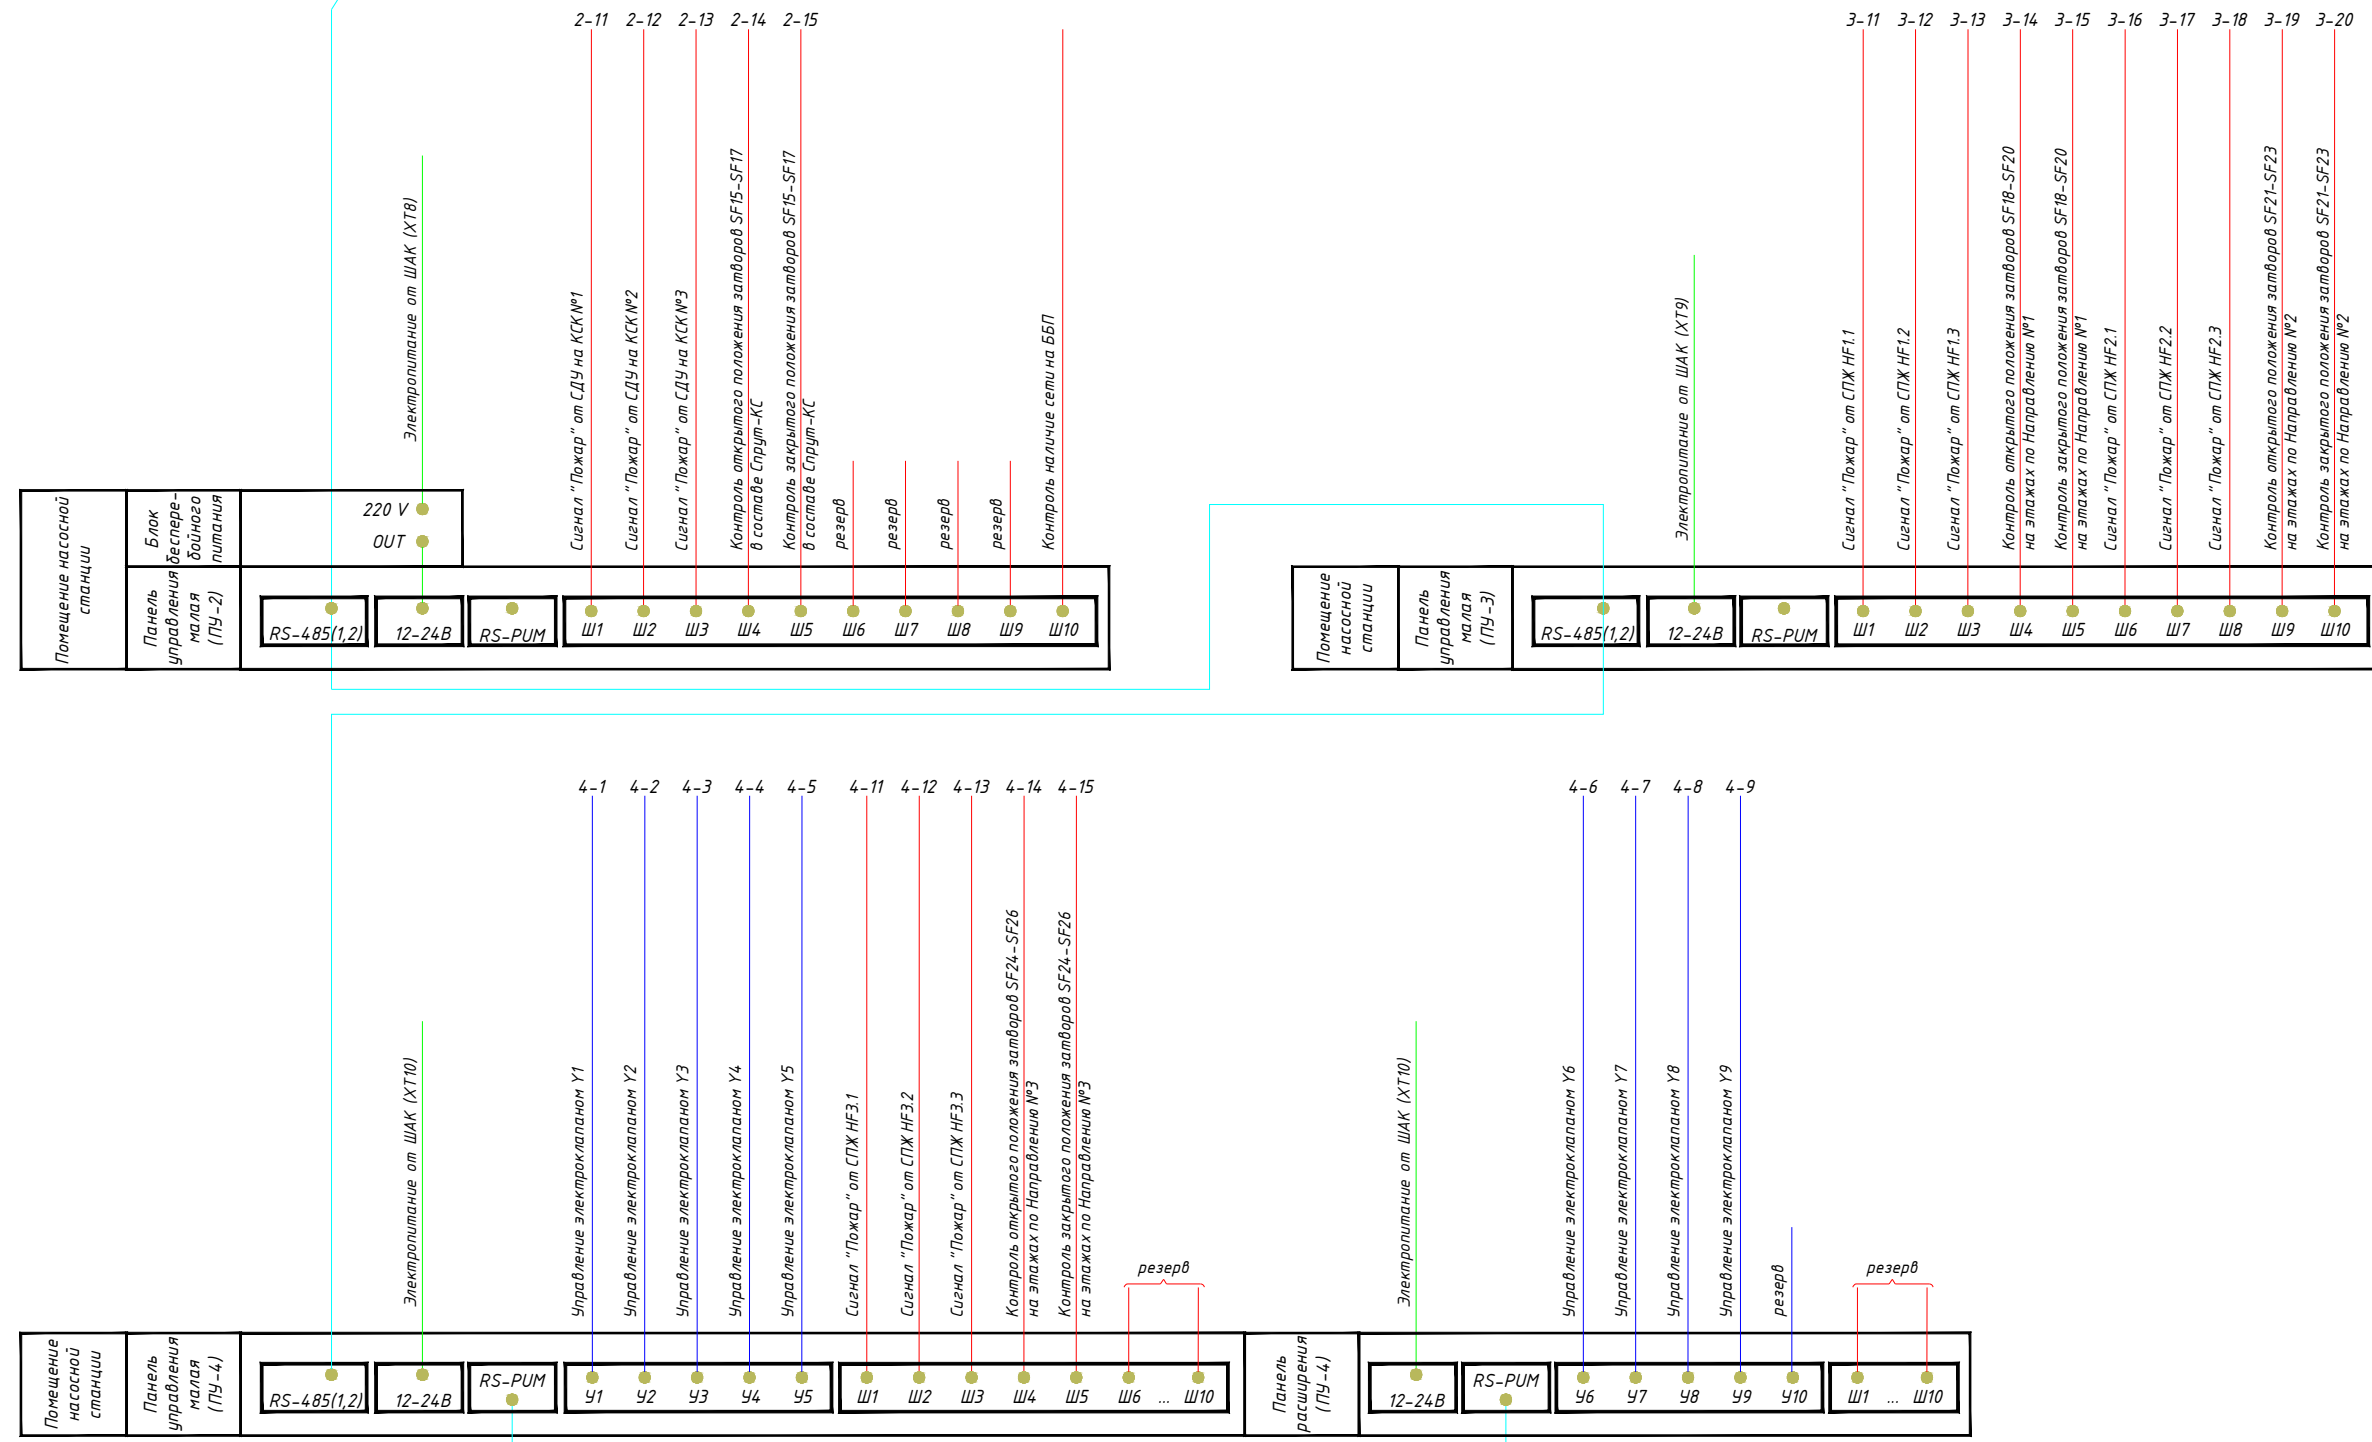 2-11 2-12 2-13 2-14 2-15
Электропитание от ШАК (XT8)
Сигнал "Пожар" от СДУ на КСК №1
Сигнал "Пожар" от СДУ на КСК №2
Сигнал "Пожар" от СДУ на КСК №3
Контроль открытого положения затворов SF15-SF17
в составе Спрут-КС
Контроль закрытого положения затворов SF15-SF17
в составе Спрут-КС
резерв
резерв
резерв
резерв
Контроль наличие сети на ББП
Помещение насосной
станции
Блок
бесперебойного
питания
220 V
OUT
Панель
управления
малая
(ПУ-2)
RS-485(1,2)
12-24В
RS-PUM
Ш1 Ш2 Ш3 Ш4 Ш5 Ш6 Ш7 Ш8 Ш9 Ш10
3-11 3-12 3-13 3-14 3-15 3-16 3-17 3-18 3-19 3-20
Электропитание от ШАК (XT9)
Сигнал "Пожар" от СПЖ HF1.1
Сигнал "Пожар" от СПЖ HF1.2
Сигнал "Пожар" от СПЖ HF1.3
Контроль открытого положения затворов SF18-SF20
на этажах по Направлению №1
Контроль закрытого положения затворов SF18-SF20
на этажах по Направлению №1
Сигнал "Пожар" от СПЖ HF2.1
Сигнал "Пожар" от СПЖ HF2.2
Сигнал "Пожар" от СПЖ HF2.3
Контроль открытого положения затворов SF21-SF23
на этажах по Направлению №2
Контроль закрытого положения затворов SF21-SF23
на этажах по Направлению №2
Помещение
насосной
станции
Панель
управления
малая
(ПУ-3)
RS-485(1,2)
12-24В
RS-PUM
Ш1 Ш2 Ш3 Ш4 Ш5 Ш6 Ш7 Ш8 Ш9 Ш10
4-1 4-2 4-3 4-4 4-5 4-11 4-12 4-13 4-14 4-15
Электропитание от ШАК (XT10)
Управление электроклапаном Y1
Управление электроклапаном Y2
Управление электроклапаном Y3
Управление электроклапаном Y4
Управление электроклапаном Y5
Сигнал "Пожар" от СПЖ HF3.1
Сигнал "Пожар" от СПЖ HF3.2
Сигнал "Пожар" от СПЖ HF3.3
Контроль открытого положения затворов SF24-SF26
на этажах по Направлению №3
Контроль закрытого положения затворов SF24-SF26
на этажах по Направлению №3
резерв
Помещение
насосной
станции
Панель
управления
малая
(ПУ-4)
RS-485(1,2)
12-24В
RS-PUM
У1 У2 У3 У4 У5
Ш1 Ш2 Ш3 Ш4 Ш5 Ш6 ... Ш10
4-6 4-7 4-8 4-9
Электропитание от ШАК (XT10)
Управление электроклапаном Y6
Управление электроклапаном Y7
Управление электроклапаном Y8
Управление электроклапаном Y9
резерв
резерв
Панель
расширения
(ПУ-4)
12-24В
RS-PUM
У6 У7 У8 У9 У10
Ш1 ... Ш10